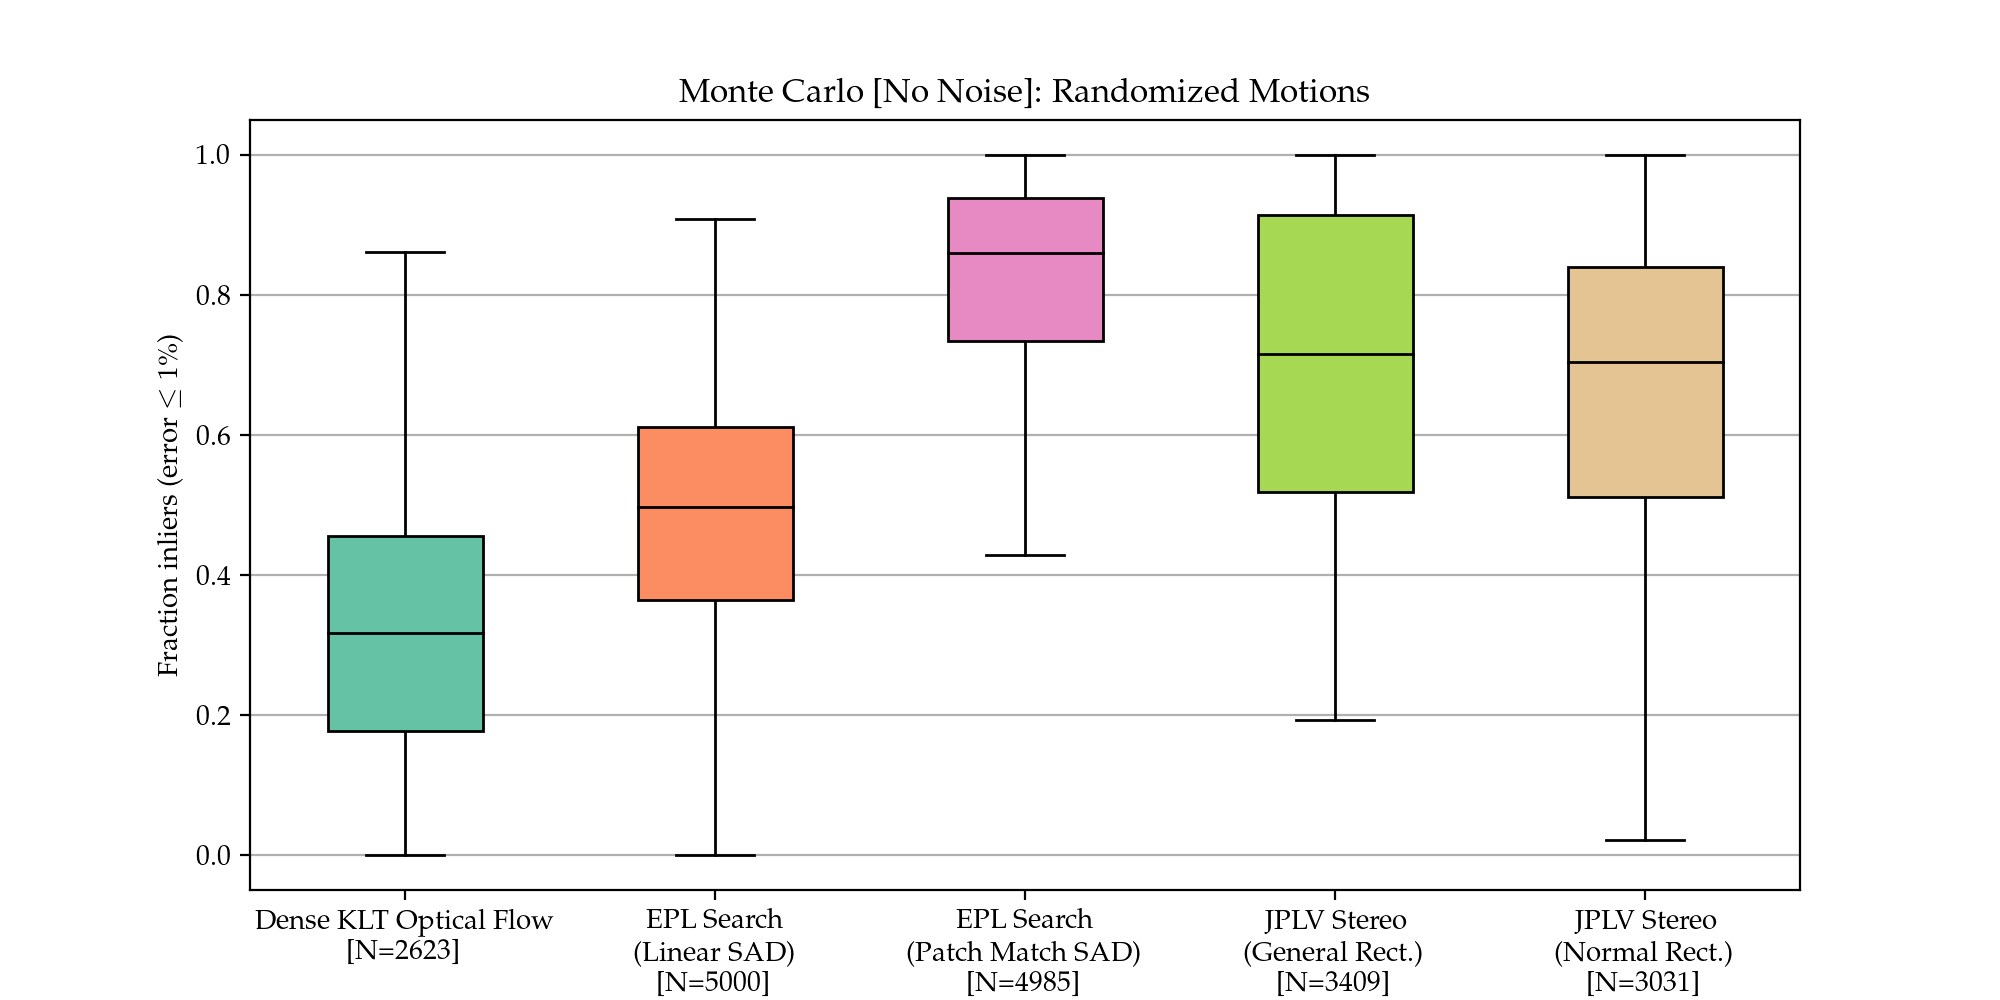 Monte Carlo [No Noise]: Randomized Motions
Fraction inliers (error ≤ 1%)
1.0
0.8
0.6
0.4
0.2
0.0
Dense KLT Optical Flow
[N=2623]
EPL Search
(Linear SAD)
[N=5000]
EPL Search
(Patch Match SAD)
[N=4985]
JPLV Stereo
(General Rect.)
[N=3409]
JPLV Stereo
(Normal Rect.)
[N=3031]